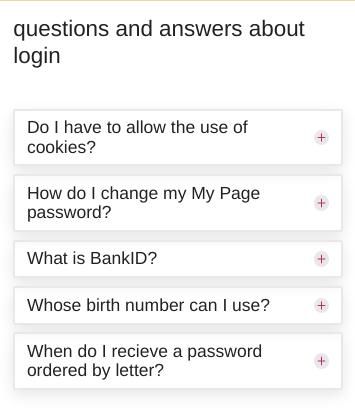 questions and answers about
login
Do I have to allow the use of
cookies?
How do I change my My Page
password?
What is BankID?
Whose birth number can I use?
When do I recieve a password
ordered by letter?